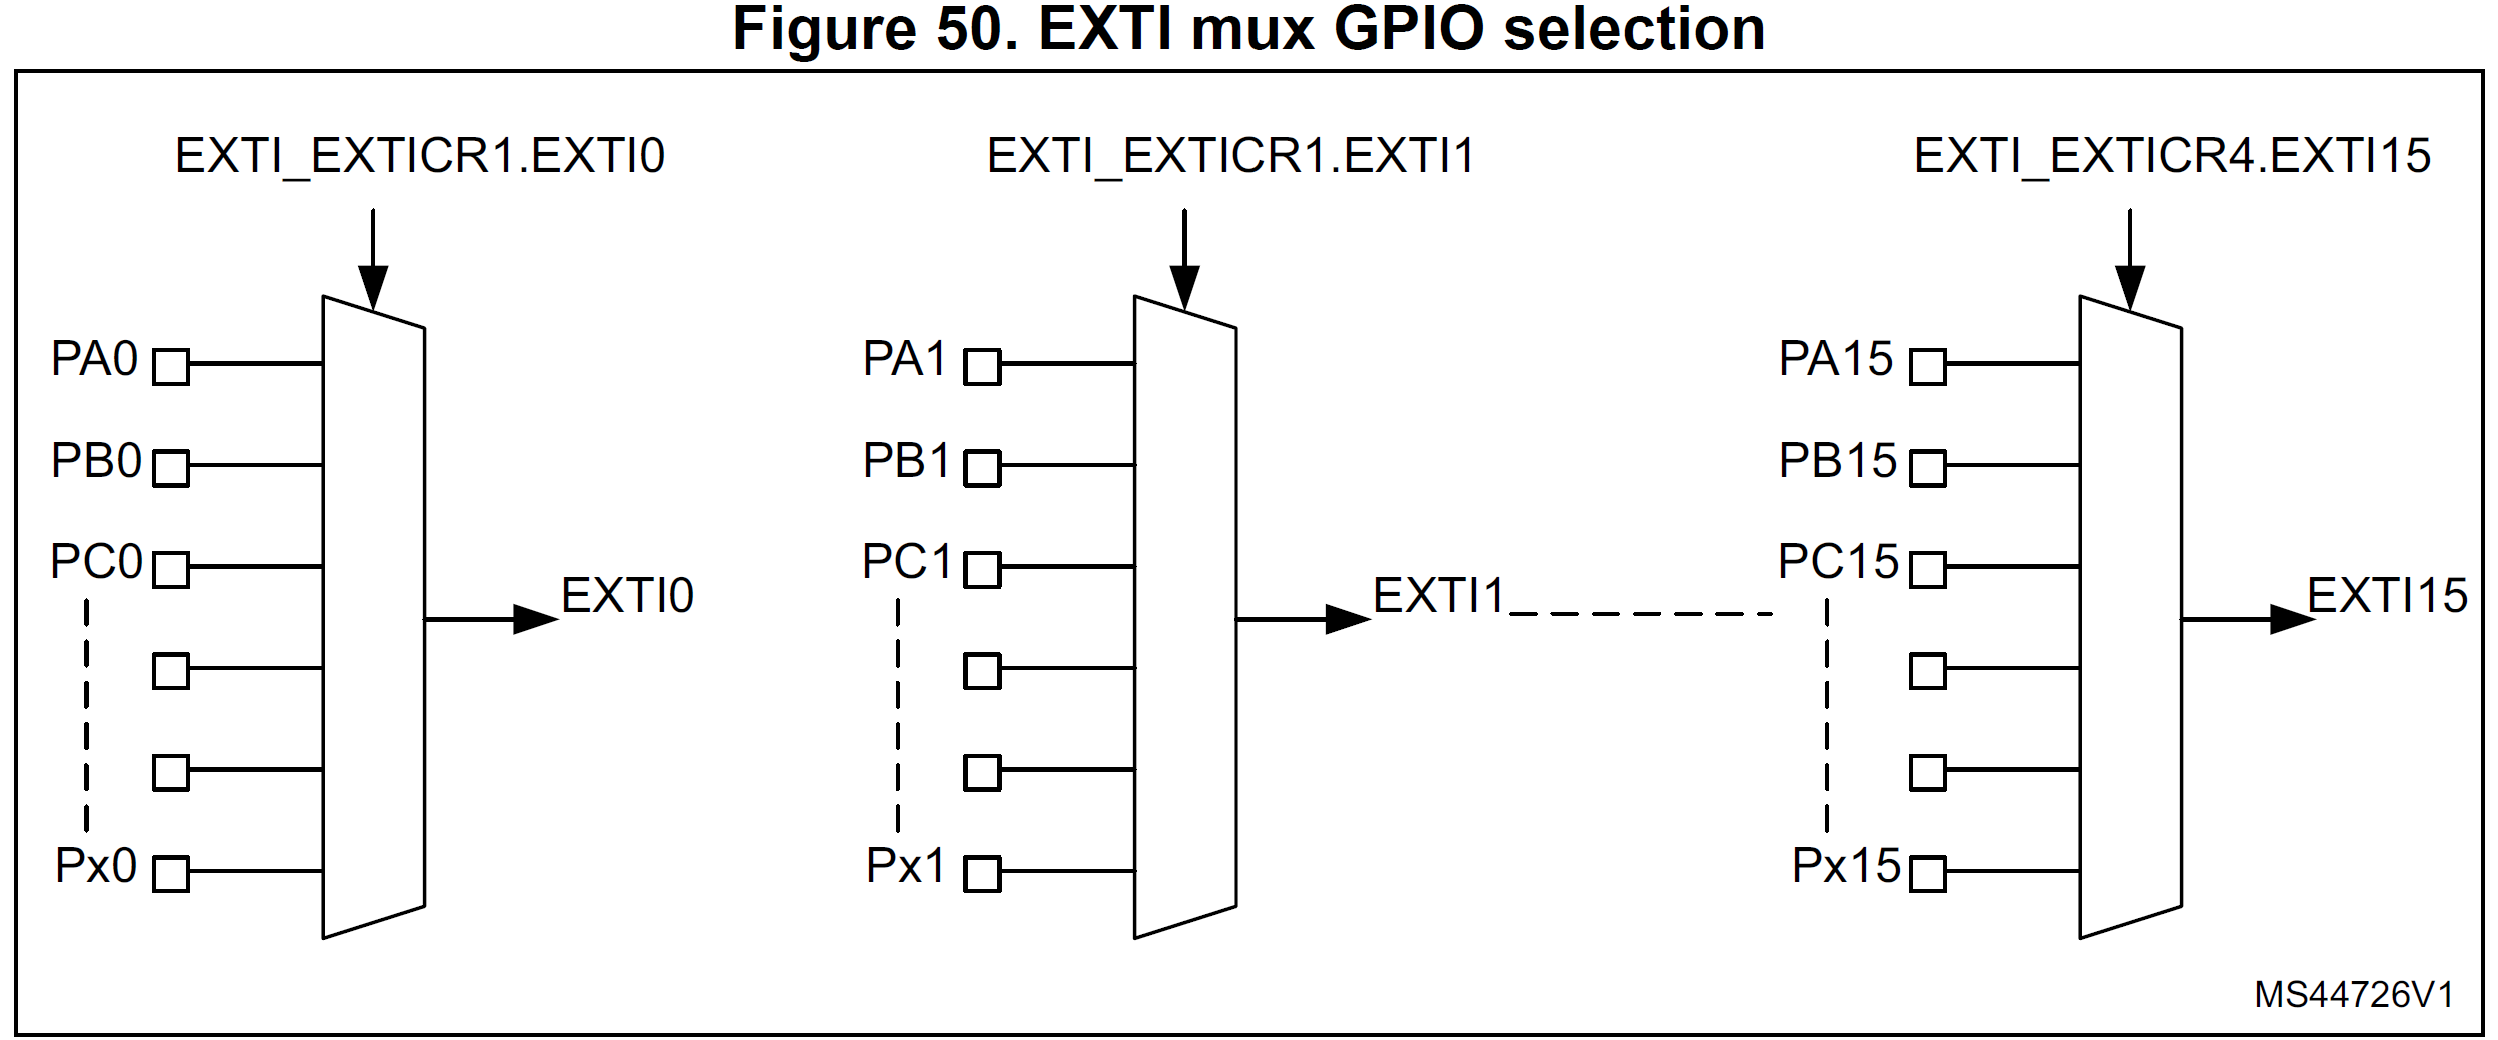 Figure 50. EXTI mux GPIO selection
EXTI_EXTICR1.EXTI0
EXTI_EXTICR1.EXTI1
EXTI_EXTICR4.EXTI15
PA0
PB0
PC0
Px0
EXTI0
PA1
PB1
PC1
Px1
EXTI1
PA15
PB15
PC15
Px15
EXTI15
MS44726V1